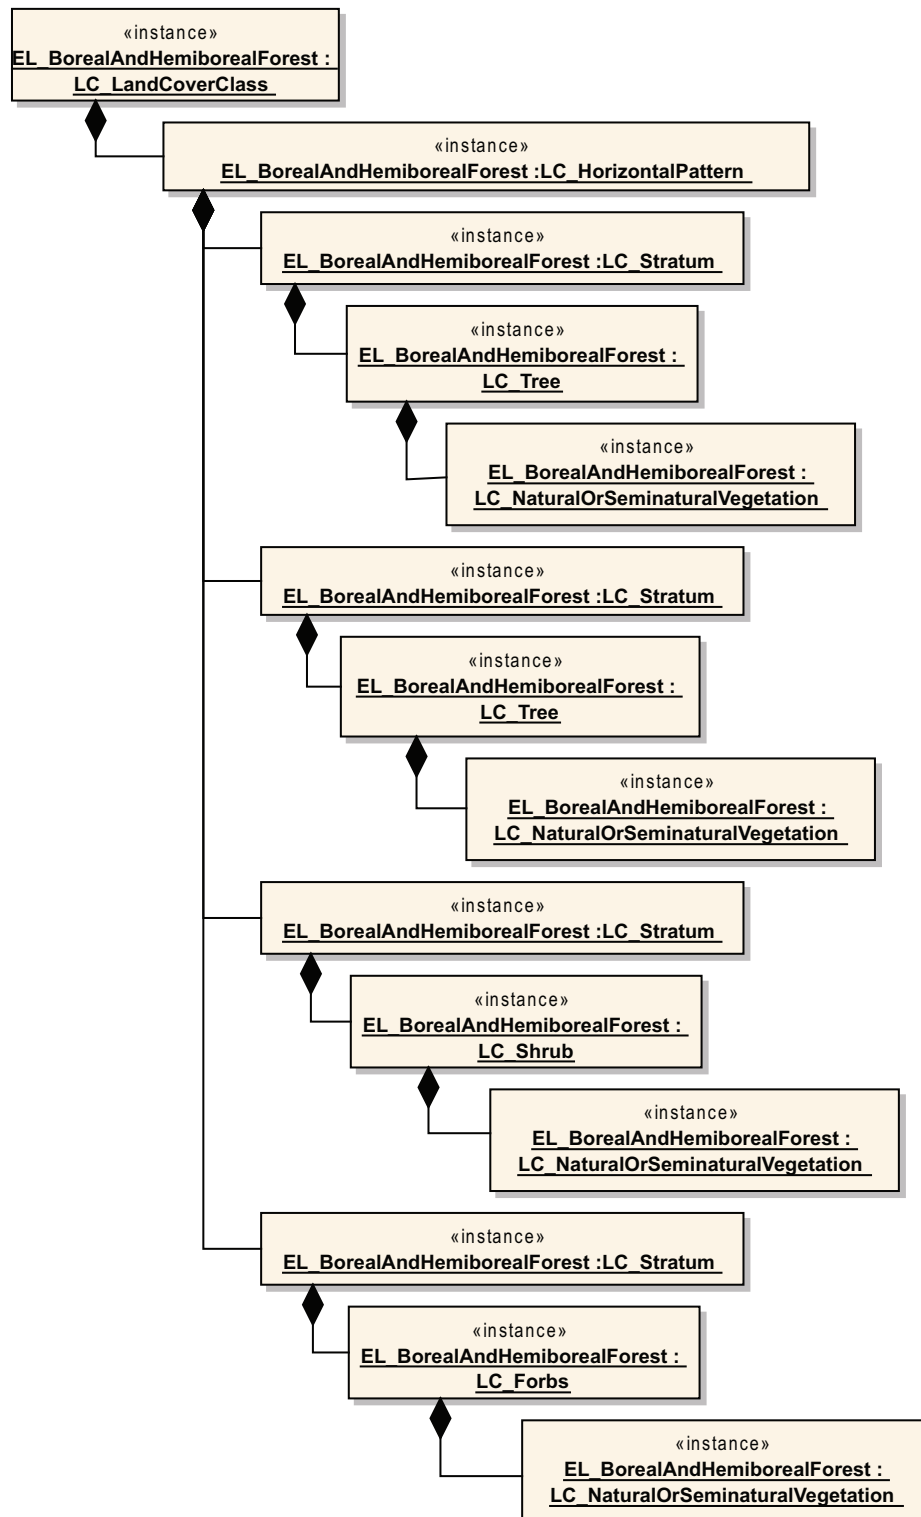 «instance»
EL_BorealAndHemiborealForest :
LC_LandCoverClass
«instance»
EL_BorealAndHemiborealForest :LC_HorizontalPattern
«instance»
EL_BorealAndHemiborealForest :LC_Stratum
«instance»
EL_BorealAndHemiborealForest :
LC_Tree
«instance»
EL_BorealAndHemiborealForest :
LC_NaturalOrSeminaturalVegetation
«instance»
EL_BorealAndHemiborealForest :LC_Stratum
«instance»
EL_BorealAndHemiborealForest :
LC_Tree
«instance»
EL_BorealAndHemiborealForest :
LC_NaturalOrSeminaturalVegetation
«instance»
EL_BorealAndHemiborealForest :LC_Stratum
«instance»
EL_BorealAndHemiborealForest :
LC_Shrub
«instance»
EL_BorealAndHemiborealForest :
LC_NaturalOrSeminaturalVegetation
«instance»
EL_BorealAndHemiborealForest :LC_Stratum
«instance»
EL_BorealAndHemiborealForest :
LC_Forbs
«instance»
EL_BorealAndHemiborealForest :
LC_NaturalOrSeminaturalVegetation